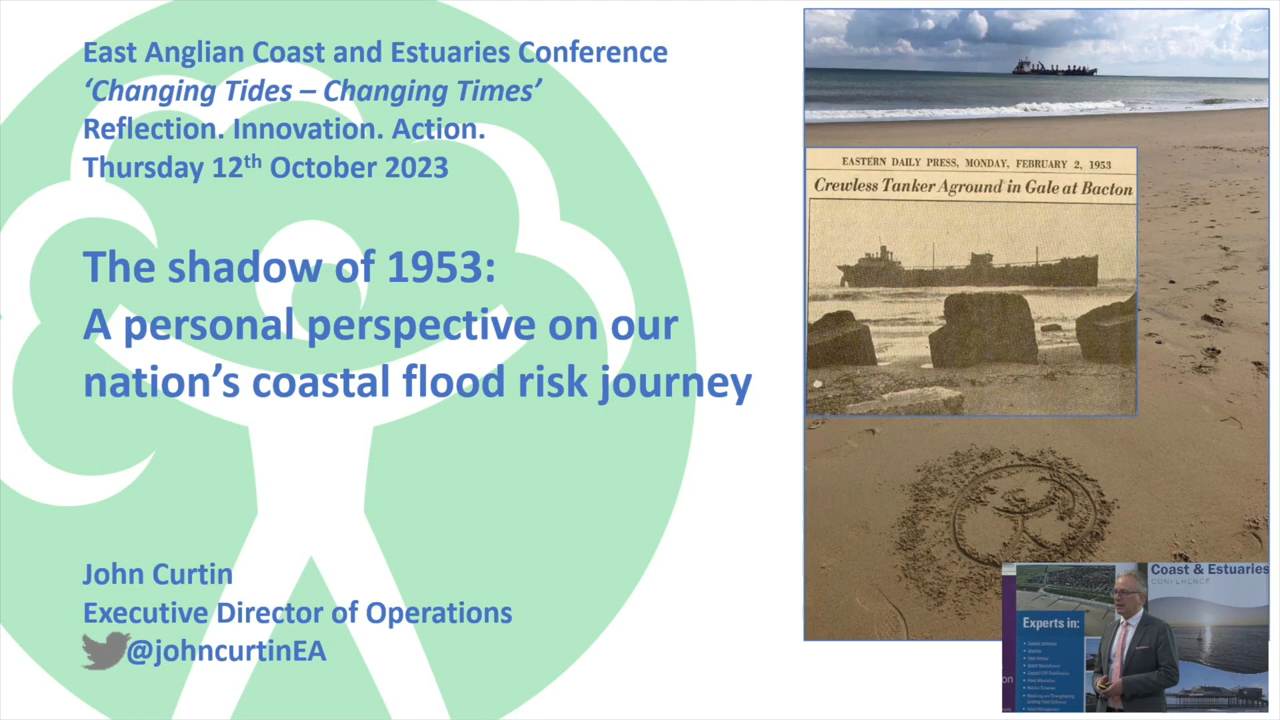 East Anglian Coast and Estuaries Conference
‘Changing Tides – Changing Times’
Reflection. Innovation. Action.
Thursday 12th October 2023
The shadow of 1953:
A personal perspective on our
nation’s coastal flood risk journey
John Curtin
Executive Director of Operations
@johncurtinEA
EASTERN DAILY PRESS, MONDAY, FEBRUARY 2, 1953
Crewless Tanker Aground in Gale at Bacton
Coast & Estuaries
CONFERENCE
Experts in: